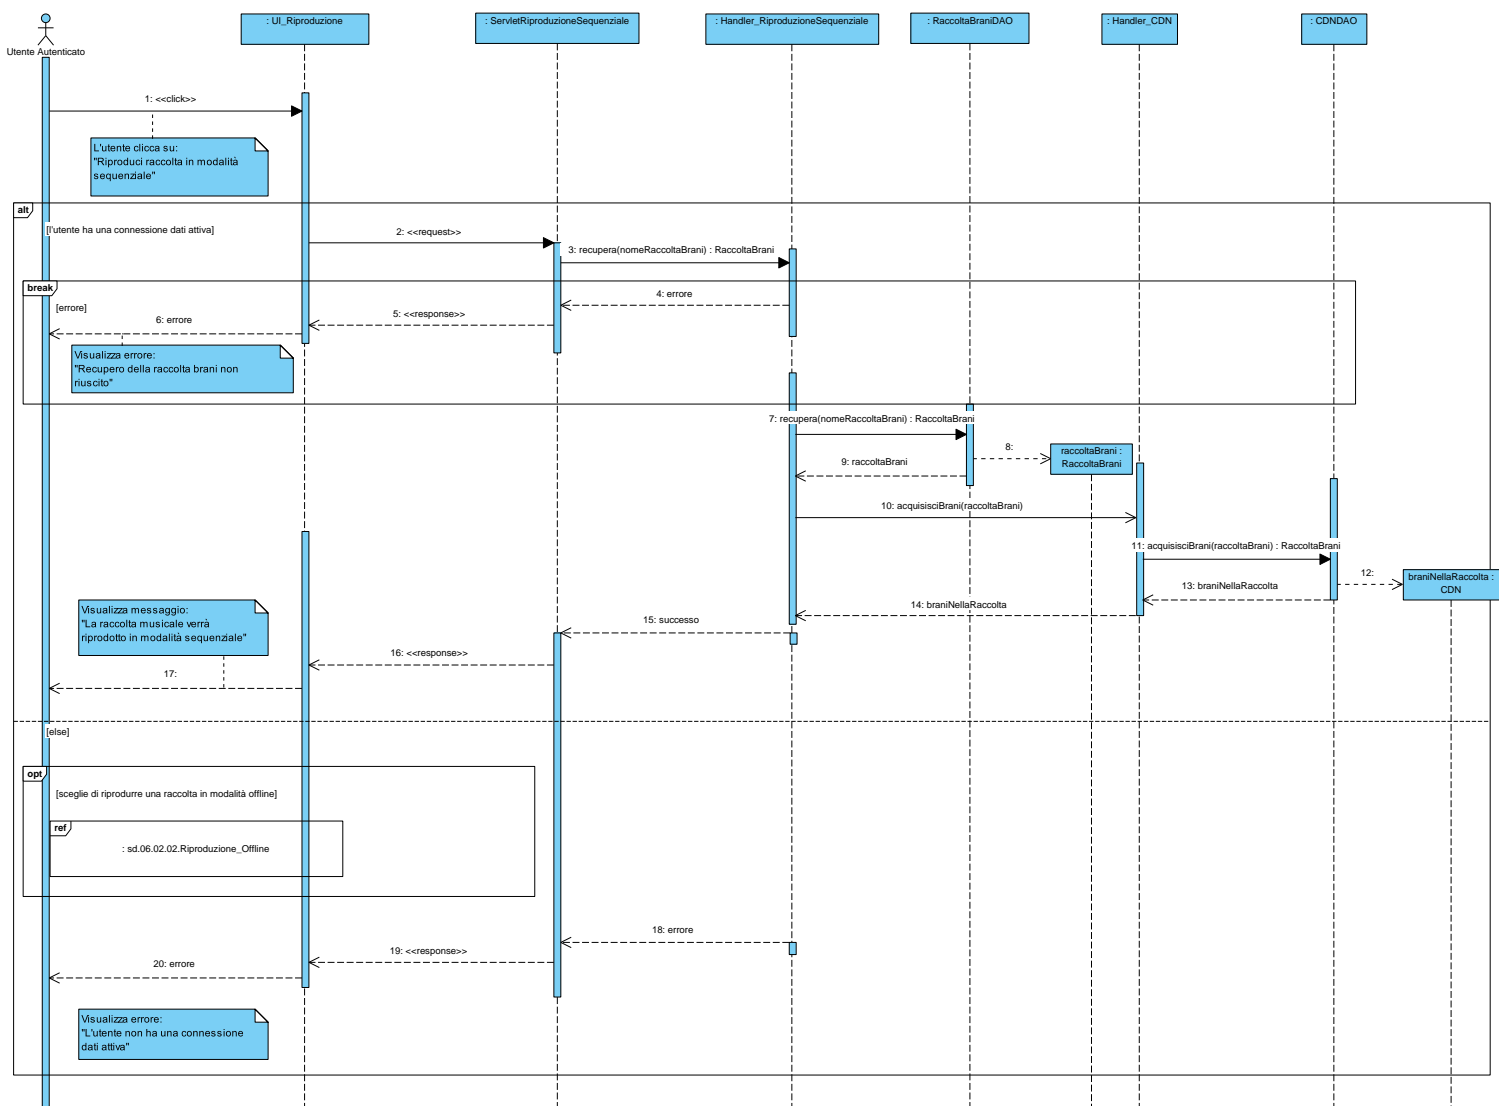 : UI_Riproduzione
: ServletRiproduzioneSequenziale
: Handler_RiproduzioneSequenziale
: RaccoltaBraniDAO
: Handler_CDN
: CDNDAO
Utente Autenticato
1: <<click>>
L'utente clicca su:
"Riproduci raccolta in modalità
sequenziale"
alt
[l'utente ha una connessione dati attiva]
2: <<request>>
3: recupera(nomeRaccoltaBrani) : RaccoltaBrani
break
[errore]
4: errore
5: <<response>>
6: errore
Visualizza errore:
"Recupero della raccolta brani non
riuscito"
7: recupera(nomeRaccoltaBrani) : RaccoltaBrani
8:
raccoltaBrani :
RaccoltaBrani
9: raccoltaBrani
10: acquisisciBrani(raccoltaBrani)
11: acquisisciBrani(raccoltaBrani) : RaccoltaBrani
12:
braniNellaRaccolta :
CDN
13: braniNellaRaccolta
14: braniNellaRaccolta
15: successo
Visualizza messaggio:
"La raccolta musicale verrà
riprodotto in modalità sequenziale"
16: <<response>>
17:
[else]
opt
[sceglie di riprodurre una raccolta in modalità offline]
ref
: sd.06.02.02.Riproduzione_Offline
18: errore
19: <<response>>
20: errore
Visualizza errore:
"L'utente non ha una connessione
dati attiva"